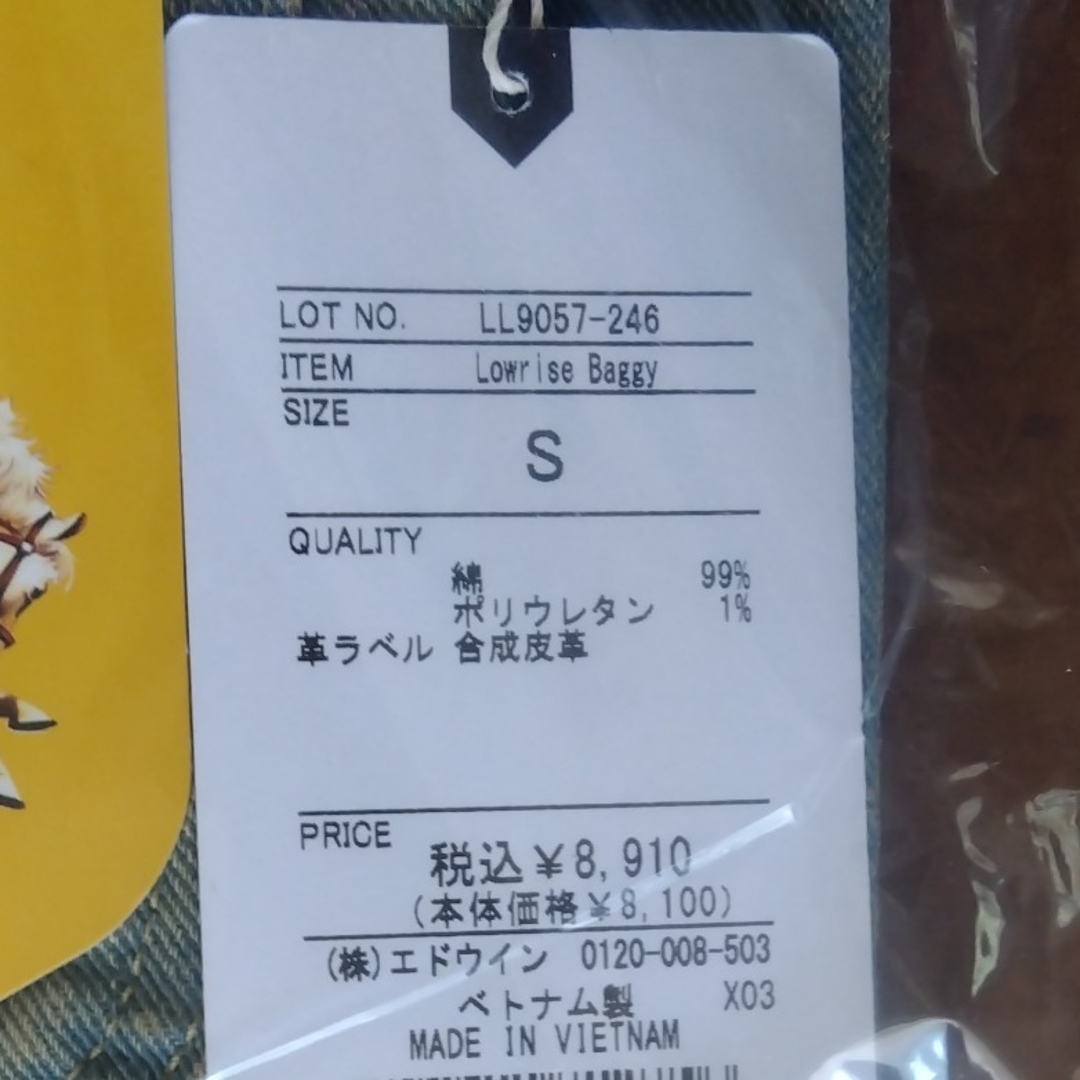 LOT NO. LL9057-246
ITEM Lowrise Baggy
SIZE
S
QUALITY
綿 99%
ポリウレタン 1%
革ラベル 合成皮革
PRICE
税込¥8,910
(本体価格¥8,100)
(株)エドウイン 0120-008-503
ベトナム製 X03
MADE IN VIETNAM